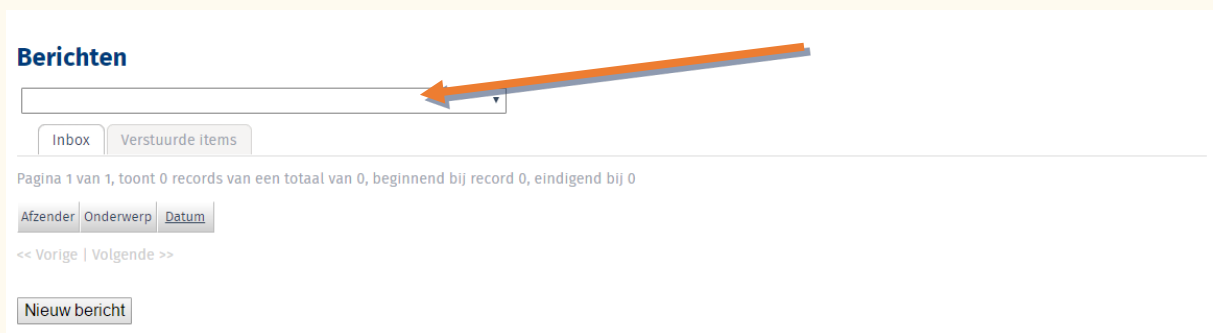 Berichten
Inbox Verstuurde items
Pagina 1 van 1, toont 0 records van een totaal van 0, beginnend bij record 0, eindigend bij 0
Afzender Onderwerp Datum
<< Vorige | Volgende >>
Nieuw bericht